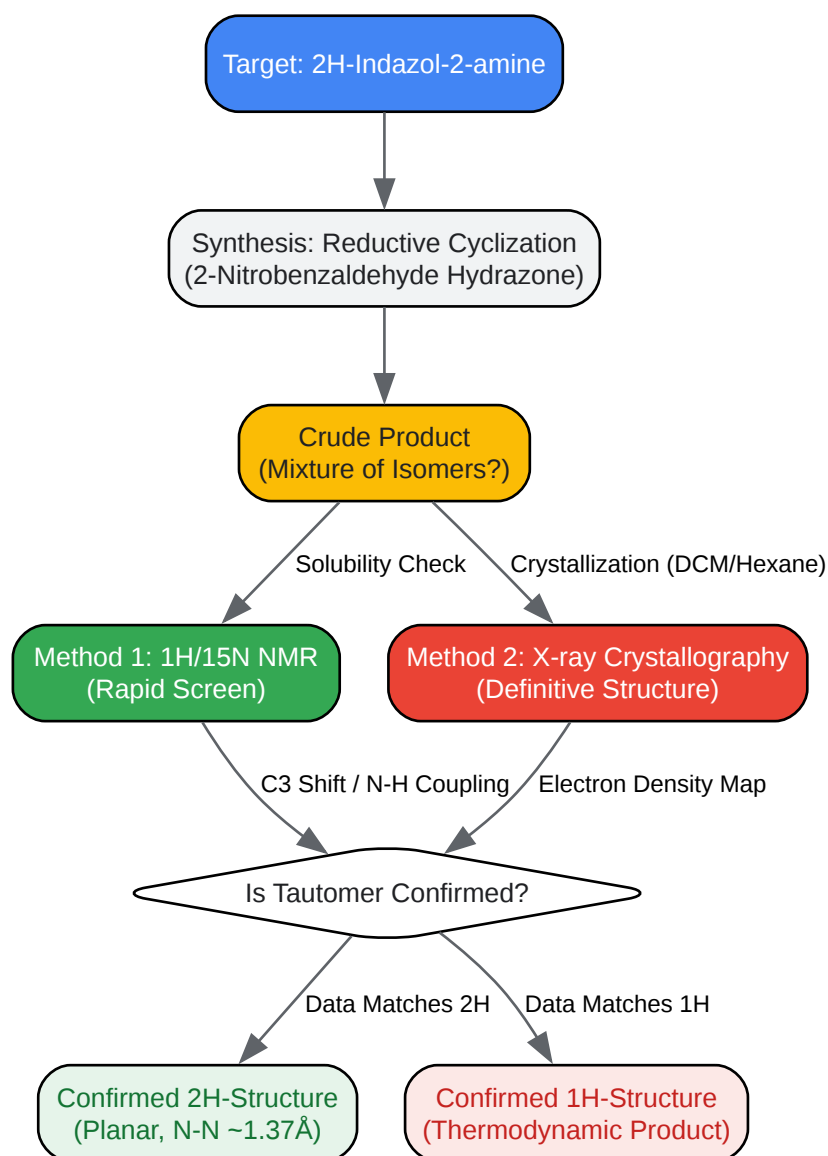 Target: 2H-Indazol-2-amine
Synthesis: Reductive Cyclization
(2-Nitrobenzaldehyde Hydrazone)
Crude Product
(Mixture of Isomers?)
Solubility Check
Crystallization (DCM/Hexane)
Method 1: 1H/15N NMR
(Rapid Screen)
Method 2: X-ray Crystallography
(Definitive Structure)
C3 Shift / N-H Coupling
Electron Density Map
Is Tautomer Confirmed?
Data Matches 2H
Data Matches 1H
Confirmed 2H-Structure
(Planar, N-N ~1.37Å)
Confirmed 1H-Structure
(Thermodynamic Product)